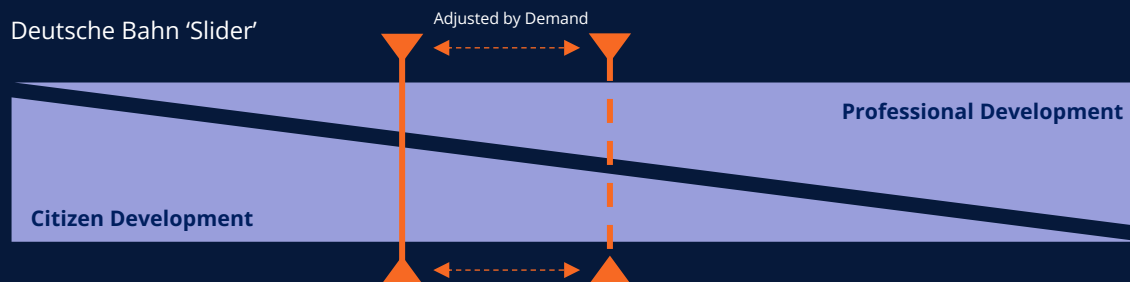 Deutsche Bahn ‘Slider’
Adjusted by Demand
Professional Development
Citizen Development